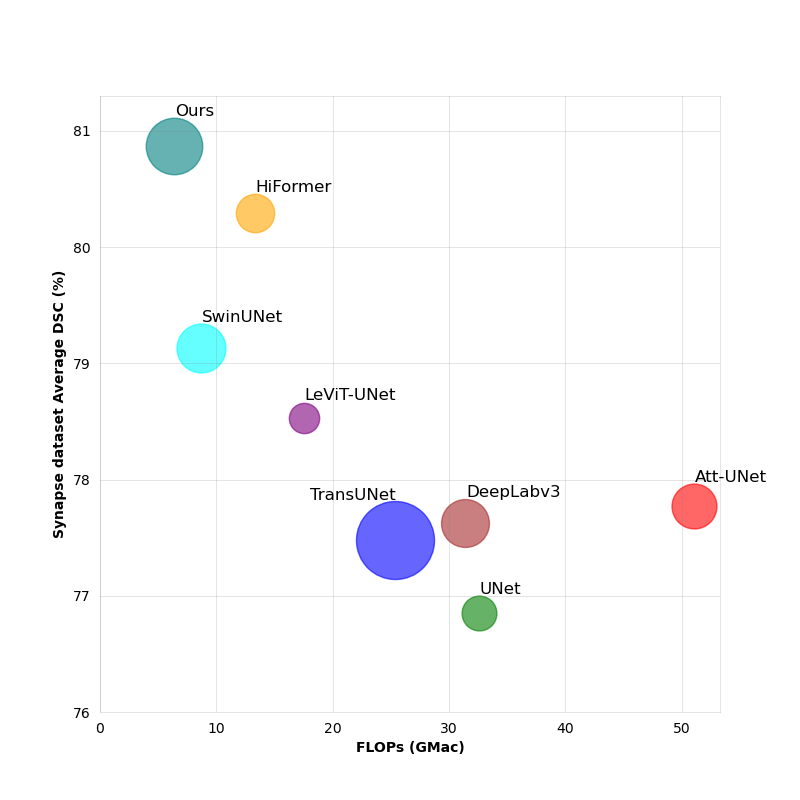 Ours
81
HiFormer
80
SwinUNet
79
LeViT-UNet
78
Att-UNet
DeepLabv3
TransUNet
UNet
77
76
0 10 20 30 40 50
FLOPs (GMac)
Synapse dataset Average DSC (%)